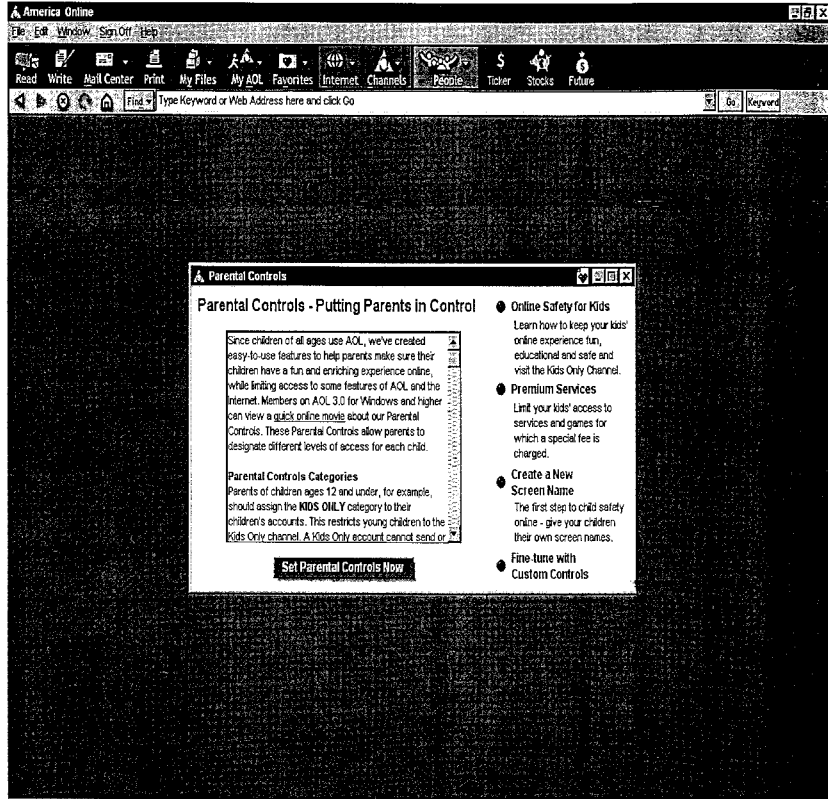 America Online
File Edit Window Sign Off Help
Read Write Mail Center Print My Files My AOL Favorites Internet Channels People Ticker Stocks Future
Find Type Keyword or Web Address here and click Go Go Keyword
Parental Controls
Parental Controls - Putting Parents in Control
Since children of all ages use AOL, we've created
easy-to-use features to help parents make sure their
children have a fun and enriching experience online,
while limiting access to some features of AOL and the
Internet. Members on AOL 3.0 for Windows and higher
can view a quick online movie about our Parental
Controls. These Parental Controls allow parents to
designate different levels of access for each child.
Parental Controls Categories
Parents of children ages 12 and under, for example,
should assign the KIDS ONLY category to their
children's accounts. This restricts young children to the
Kids Only channel. A Kids Only account cannot send or
Set Parental Controls Now
Online Safety for Kids
Learn how to keep your kids'
online experience fun,
educational and safe and
visit the Kids Only Channel.
Premium Services
Limit your kids' access to
services and games for
which a special fee is
charged.
Create a New
Screen Name
The first step to child safety
online - give your children
their own screen names.
Fine-tune with
Custom Controls